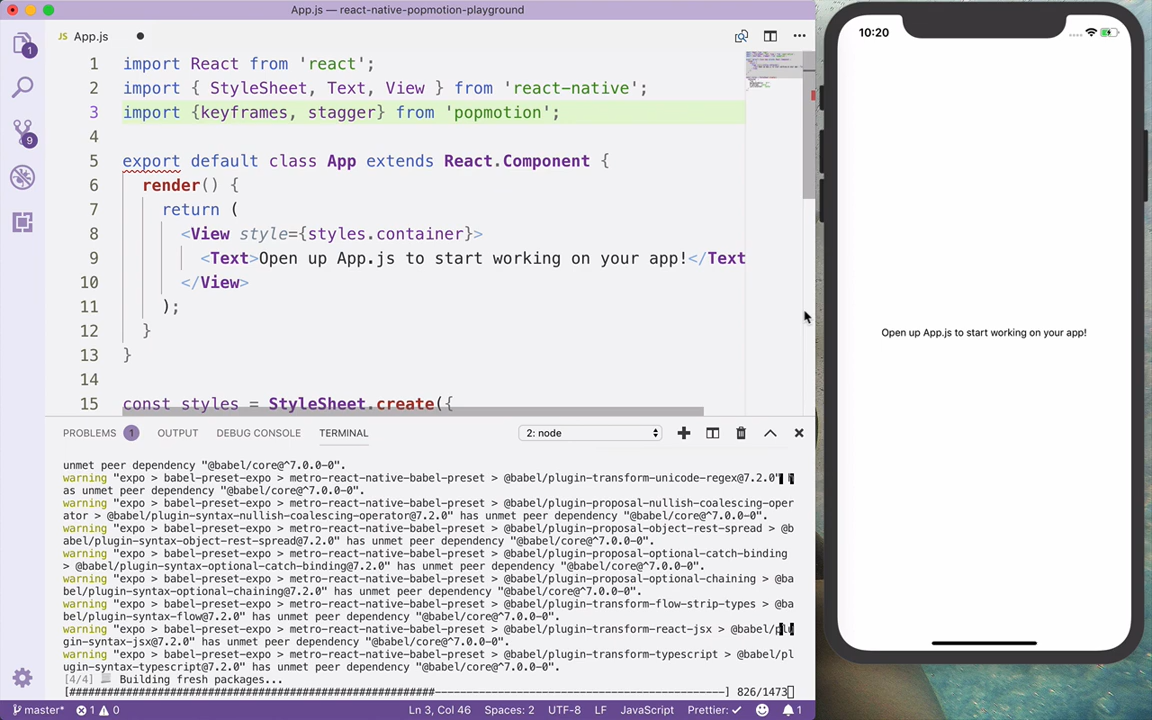 App.js — react-native-popmotion-playground
JS App.js
1 import React from 'react';
2 import { StyleSheet, Text, View } from 'react-native';
3 import {keyframes, stagger} from 'popmotion';
4
5 export default class App extends React.Component {
6 render() {
7 return (
8 <View style={styles.container}>
9 <Text>Open up App.js to start working on your app!</Text
10 </View>
11 );
12 }
13 }
14
15 const styles = StyleSheet.create({
1
9
PROBLEMS 1 OUTPUT DEBUG CONSOLE TERMINAL 2: node
unmet peer dependency "@babel/core@^7.0.0-0".
warning "expo > babel-preset-expo > metro-react-native-babel-preset > @babel/plugin-transform-unicode-regex@7.2.0" h
as unmet peer dependency "@babel/core@^7.0.0-0".
warning "expo > babel-preset-expo > metro-react-native-babel-preset > @babel/plugin-proposal-nullish-coalescing-oper
ator > @babel/plugin-syntax-nullish-coalescing-operator@7.2.0" has unmet peer dependency "@babel/core@^7.0.0-0".
warning "expo > babel-preset-expo > metro-react-native-babel-preset > @babel/plugin-proposal-object-rest-spread > @b
abel/plugin-syntax-object-rest-spread@7.2.0" has unmet peer dependency "@babel/core@^7.0.0-0".
warning "expo > babel-preset-expo > metro-react-native-babel-preset > @babel/plugin-proposal-optional-catch-binding
> @babel/plugin-syntax-optional-catch-binding@7.2.0" has unmet peer dependency "@babel/core@^7.0.0-0".
warning "expo > babel-preset-expo > metro-react-native-babel-preset > @babel/plugin-proposal-optional-chaining > @ba
bel/plugin-syntax-optional-chaining@7.2.0" has unmet peer dependency "@babel/core@^7.0.0-0".
warning "expo > babel-preset-expo > metro-react-native-babel-preset > @babel/plugin-transform-flow-strip-types > @ba
bel/plugin-syntax-flow@7.2.0" has unmet peer dependency "@babel/core@^7.0.0-0".
warning "expo > babel-preset-expo > metro-react-native-babel-preset > @babel/plugin-transform-react-jsx > @babel/plu
gin-syntax-jsx@7.2.0" has unmet peer dependency "@babel/core@^7.0.0-0".
warning "expo > babel-preset-expo > metro-react-native-babel-preset > @babel/plugin-transform-typescript > @babel/pl
ugin-syntax-typescript@7.2.0" has unmet peer dependency "@babel/core@^7.0.0-0".
[4/4] Building fresh packages...
[########################################################-------------------------------------------] 826/1473
master* 1 0 Ln 3, Col 46 Spaces: 2 UTF-8 LF JavaScript Prettier: ✓ 1
10:20
Open up App.js to start working on your app!